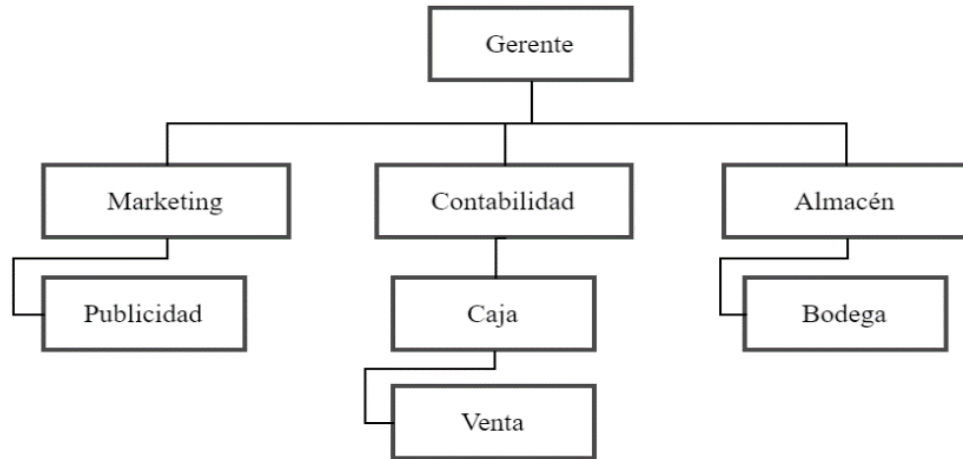 Gerente
Marketing
Contabilidad
Almacén
Publicidad
Caja
Bodega
Venta